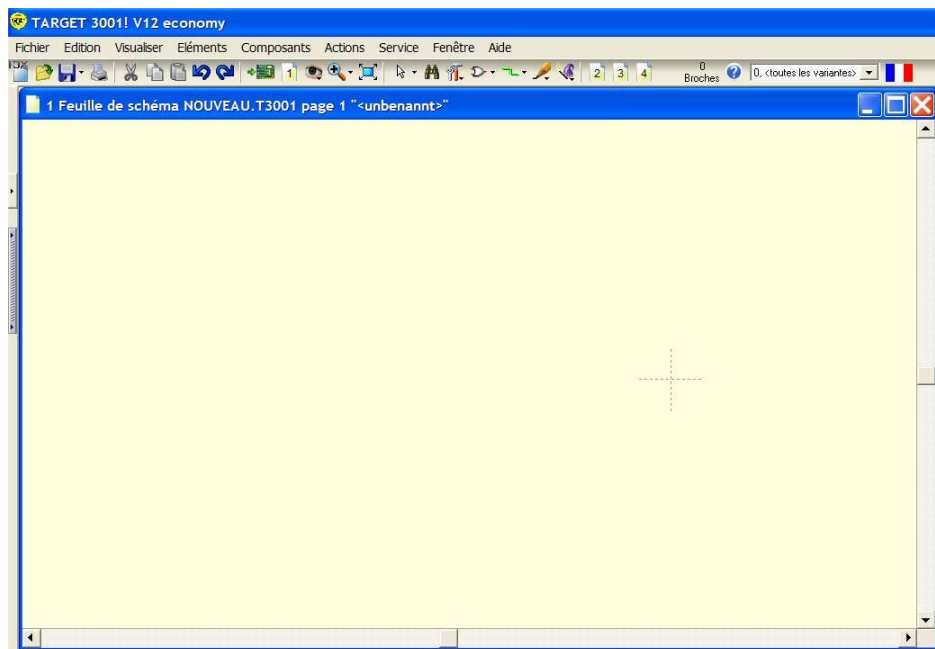 TARGET 3001! V12 economy
Fichier Edition Visualiser Eléments Composants Actions Service Fenêtre Aide
1 2 3 4 0 Broches ? 0, <toutes les variantes>
1 Feuille de schéma NOUVEAU.T3001 page 1 "<unbenannt>"